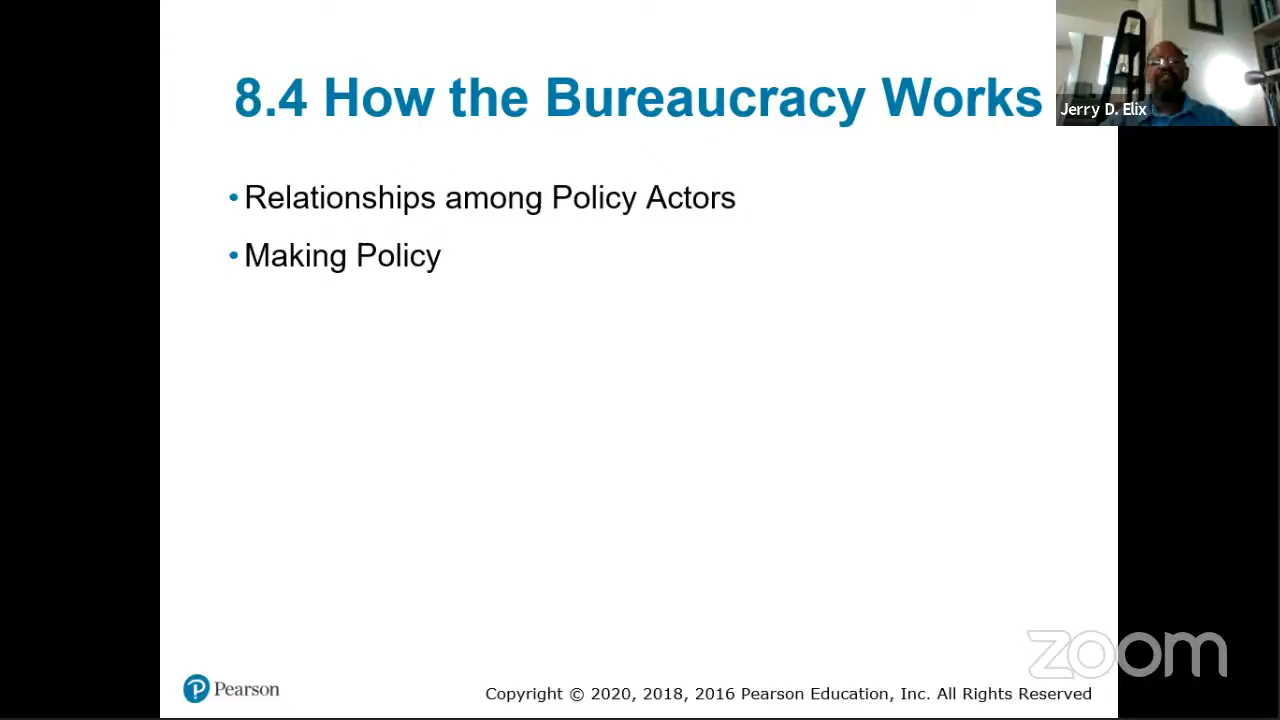 8.4 How the Bureaucracy Works
Jerry D. Elix
• Relationships among Policy Actors
• Making Policy
zoom
Pearson
Copyright © 2020, 2018, 2016 Pearson Education, Inc. All Rights Reserved